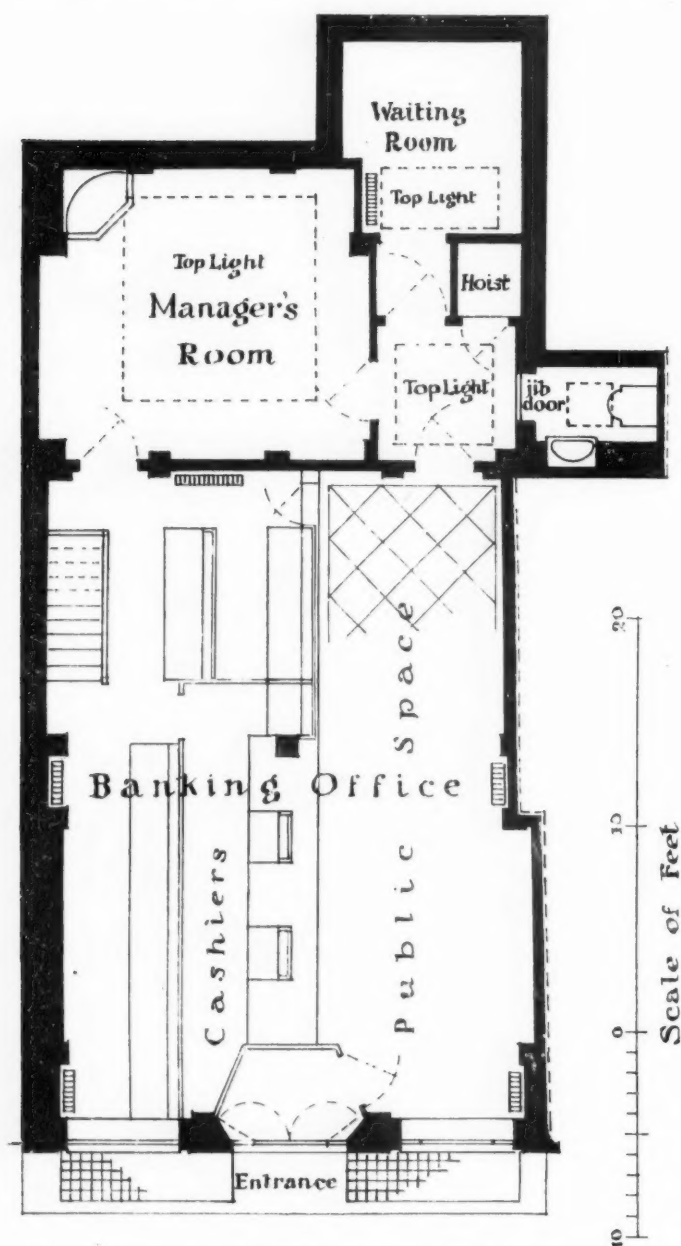 Waiting
Room
Top Light
Top Light
Manager's
Room
Hoist
Top Light
jib
door
Banking Office
Cashiers
Public Space
Entrance
20
10
0
10
Scale of Feet